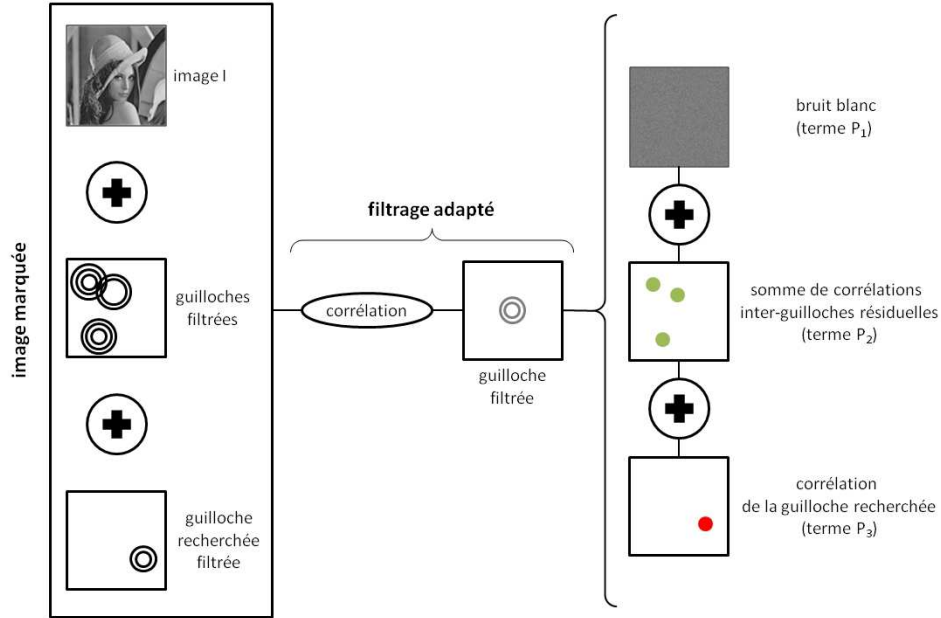 image marquée
image I
guilloches
filtrées
guilloche
recherchée
filtrée
filtrage adapté
corrélation
guilloche
filtrée
bruit blanc
(terme P₁)
somme de corrélations
inter-guilloches résiduelles
(terme P₂)
corrélation
de la guilloche recherchée
(terme P₃)